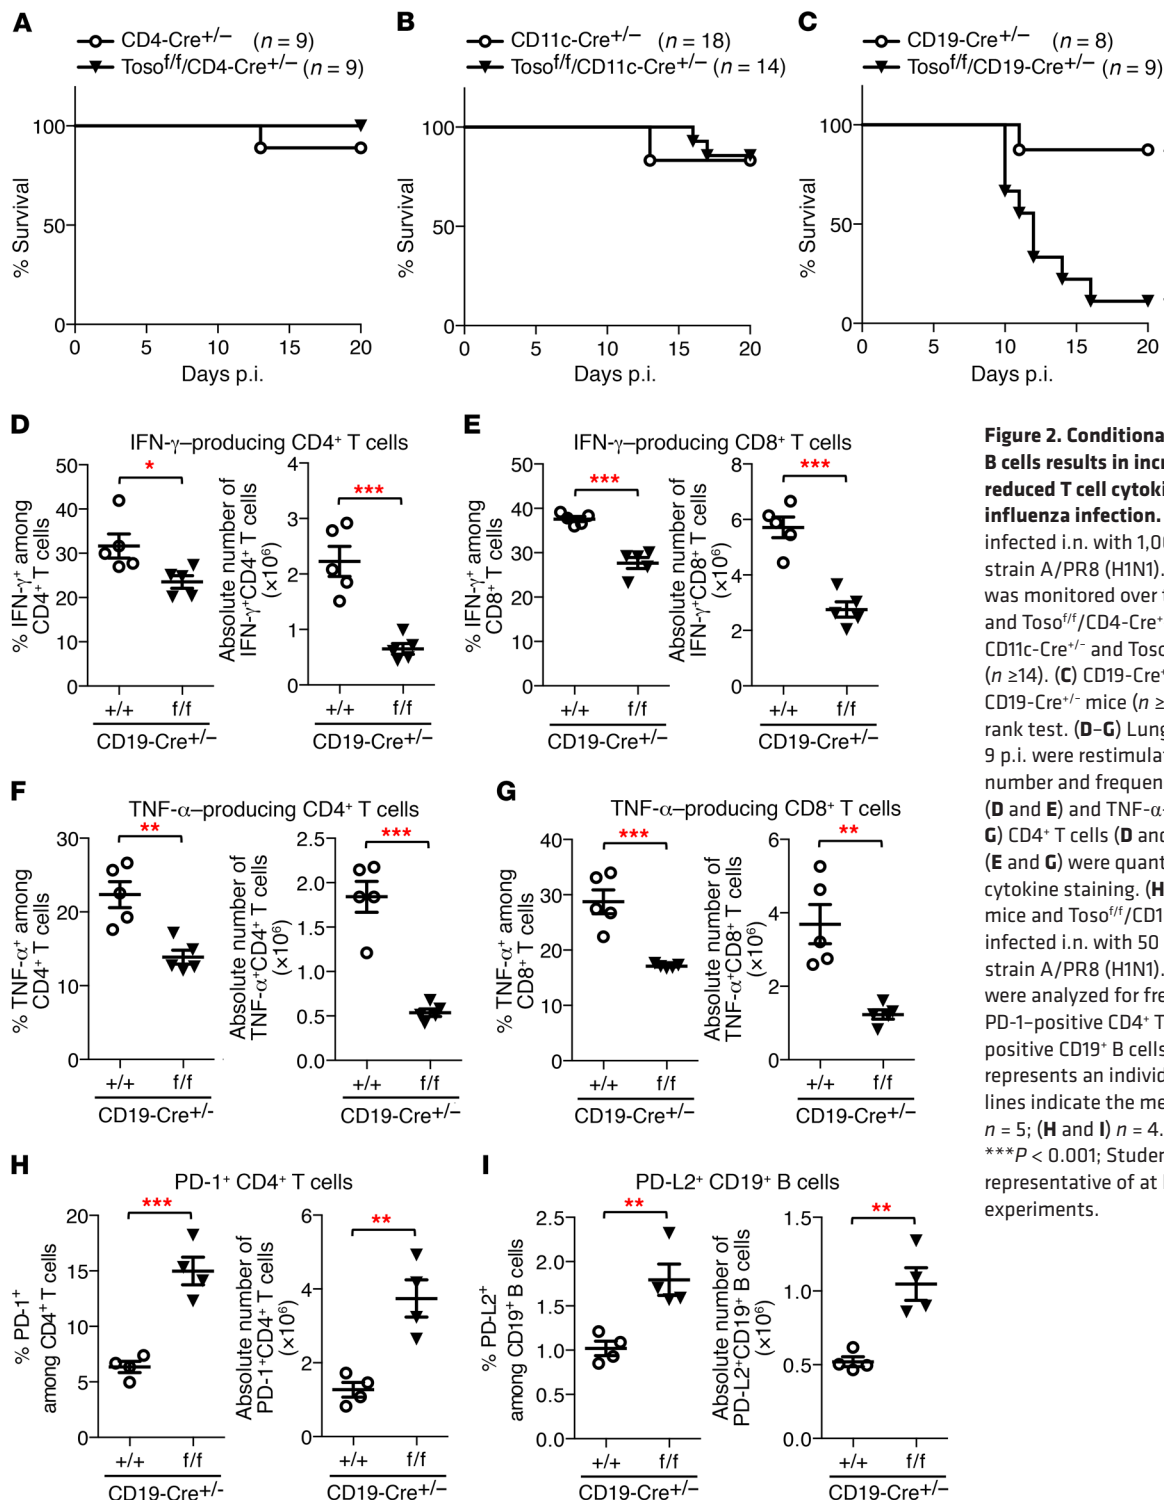 A
CD4-Cre+/– (n = 9)
Tosof/f/CD4-Cre+/– (n = 9)
% Survival
100
50
0
0 5 10 15 20
Days p.i.
B
CD11c-Cre+/– (n = 18)
Tosof/f/CD11c-Cre+/– (n = 14)
% Survival
100
50
0
0 5 10 15 20
Days p.i.
C
CD19-Cre+/– (n = 8)
Tosof/f/CD19-Cre+/– (n = 9)
% Survival
100
50
0
0 5 10 15 20
Days p.i.
D
IFN-γ–producing CD4+ T cells
% IFN-γ+ among
CD4+ T cells
50
40
30
20
10
0
*
+/+ f/f
Absolute number of
IFN-γ+CD4+ T cells
(×10⁶)
4
3
2
1
0
***
+/+ f/f
CD19-Cre+/–
E
IFN-γ–producing CD8+ T cells
% IFN-γ+ among
CD8+ T cells
50
40
30
20
10
0
***
+/+ f/f
Absolute number of
IFN-γ+CD8+ T cells
(×10⁶)
8
6
4
2
0
***
+/+ f/f
CD19-Cre+/–
F
TNF-α–producing CD4+ T cells
% TNF-α+ among
CD4+ T cells
30
20
10
0
**
+/+ f/f
CD19-Cre+/-
Absolute number of
TNF-α+CD4+ T cells
(×10⁶)
2.5
2.0
1.5
1.0
0.5
0.0
***
+/+ f/f
CD19-Cre+/–
G
TNF-α–producing CD8+ T cells
% TNF-α+ among
CD8+ T cells
40
30
20
10
0
***
+/+ f/f
CD19-Cre+/–
Absolute number of
TNF-α+CD8+ T cells
(×10⁶)
6
4
2
0
**
+/+ f/f
CD19-Cre+/–
H
PD-1+ CD4+ T cells
% PD-1+
among CD4+ T cells
20
15
10
5
0
***
+/+ f/f
CD19-Cre+/–
Absolute number of
PD-1+CD4+ T cells
(×10⁶)
6
4
2
0
**
+/+ f/f
CD19-Cre+/–
I
PD-L2+ CD19+ B cells
% PD-L2+
among CD19+ B cells
2.5
2.0
1.5
1.0
0.5
0.0
**
+/+ f/f
CD19-Cre+/–
Absolute number of
PD-L2+CD19+ B cells
(×10⁶)
1.5
1.0
0.5
0.0
**
+/+ f/f
CD19-Cre+/–
Figure 2. Conditiona
B cells results in incr
reduced T cell cytoki
influenza infection.
infected i.n. with 1,0
strain A/PR8 (H1N1).
was monitored over t
and Tosof/f/CD4-Cre+
CD11c-Cre+/– and Toso
(n ≥14). (C) CD19-Cre+
CD19-Cre+/– mice (n ≥
rank test. (D–G) Lung
9 p.i. were restimulat
number and frequen
(D and E) and TNF-α-
G) CD4+ T cells (D and
(E and G) were quant
cytokine staining. (H
mice and Tosof/f/CD1
infected i.n. with 50
strain A/PR8 (H1N1).
were analyzed for fre
PD-1–positive CD4+ T
positive CD19+ B cells
represents an individ
lines indicate the me
n = 5; (H and I) n = 4.
***P < 0.001; Studen
representative of at l
experiments.